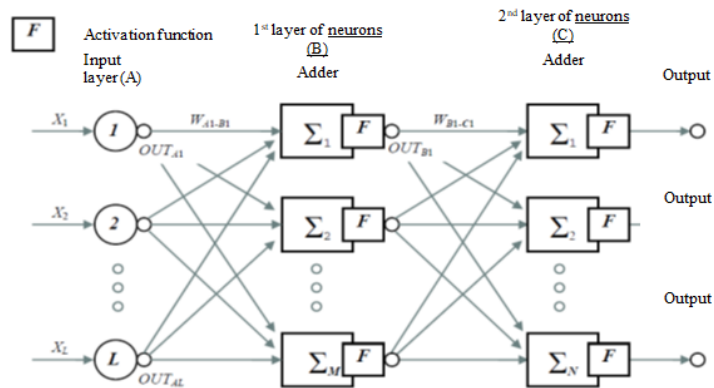 F
Activation function
Input
layer (A)
1st layer of neurons
(B)
Adder
2nd layer of neurons
(C)
Adder
Output
X1
1
WA1-B1
OUTA1
Σ1
F
WB1-C1
OUTB1
Σ1
F
Output
X2
2
Σ2
F
Σ2
F
Output
XL
L
OUTAL
ΣM
F
ΣN
F